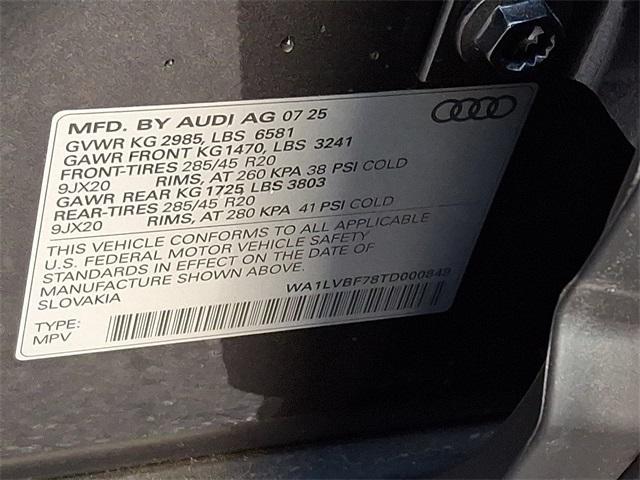 MFD. BY AUDI AG 07 25
GVWR KG 2985, LBS 6581
GAWR FRONT KG1470, LBS 3241
FRONT-TIRES 285/45 R20
9JX20 RIMS, AT 260 KPA 38 PSI COLD
GAWR REAR KG 1725 LBS 3803
REAR-TIRES 285/45 R20
9JX20 RIMS, AT 280 KPA 41 PSI COLD
THIS VEHICLE CONFORMS TO ALL APPLICABLE
U.S. FEDERAL MOTOR VEHICLE SAFETY
STANDARDS IN EFFECT ON THE DATE OF
MANUFACTURE SHOWN ABOVE.
SLOVAKIA WA1LVBF78TD000849
TYPE:
MPV